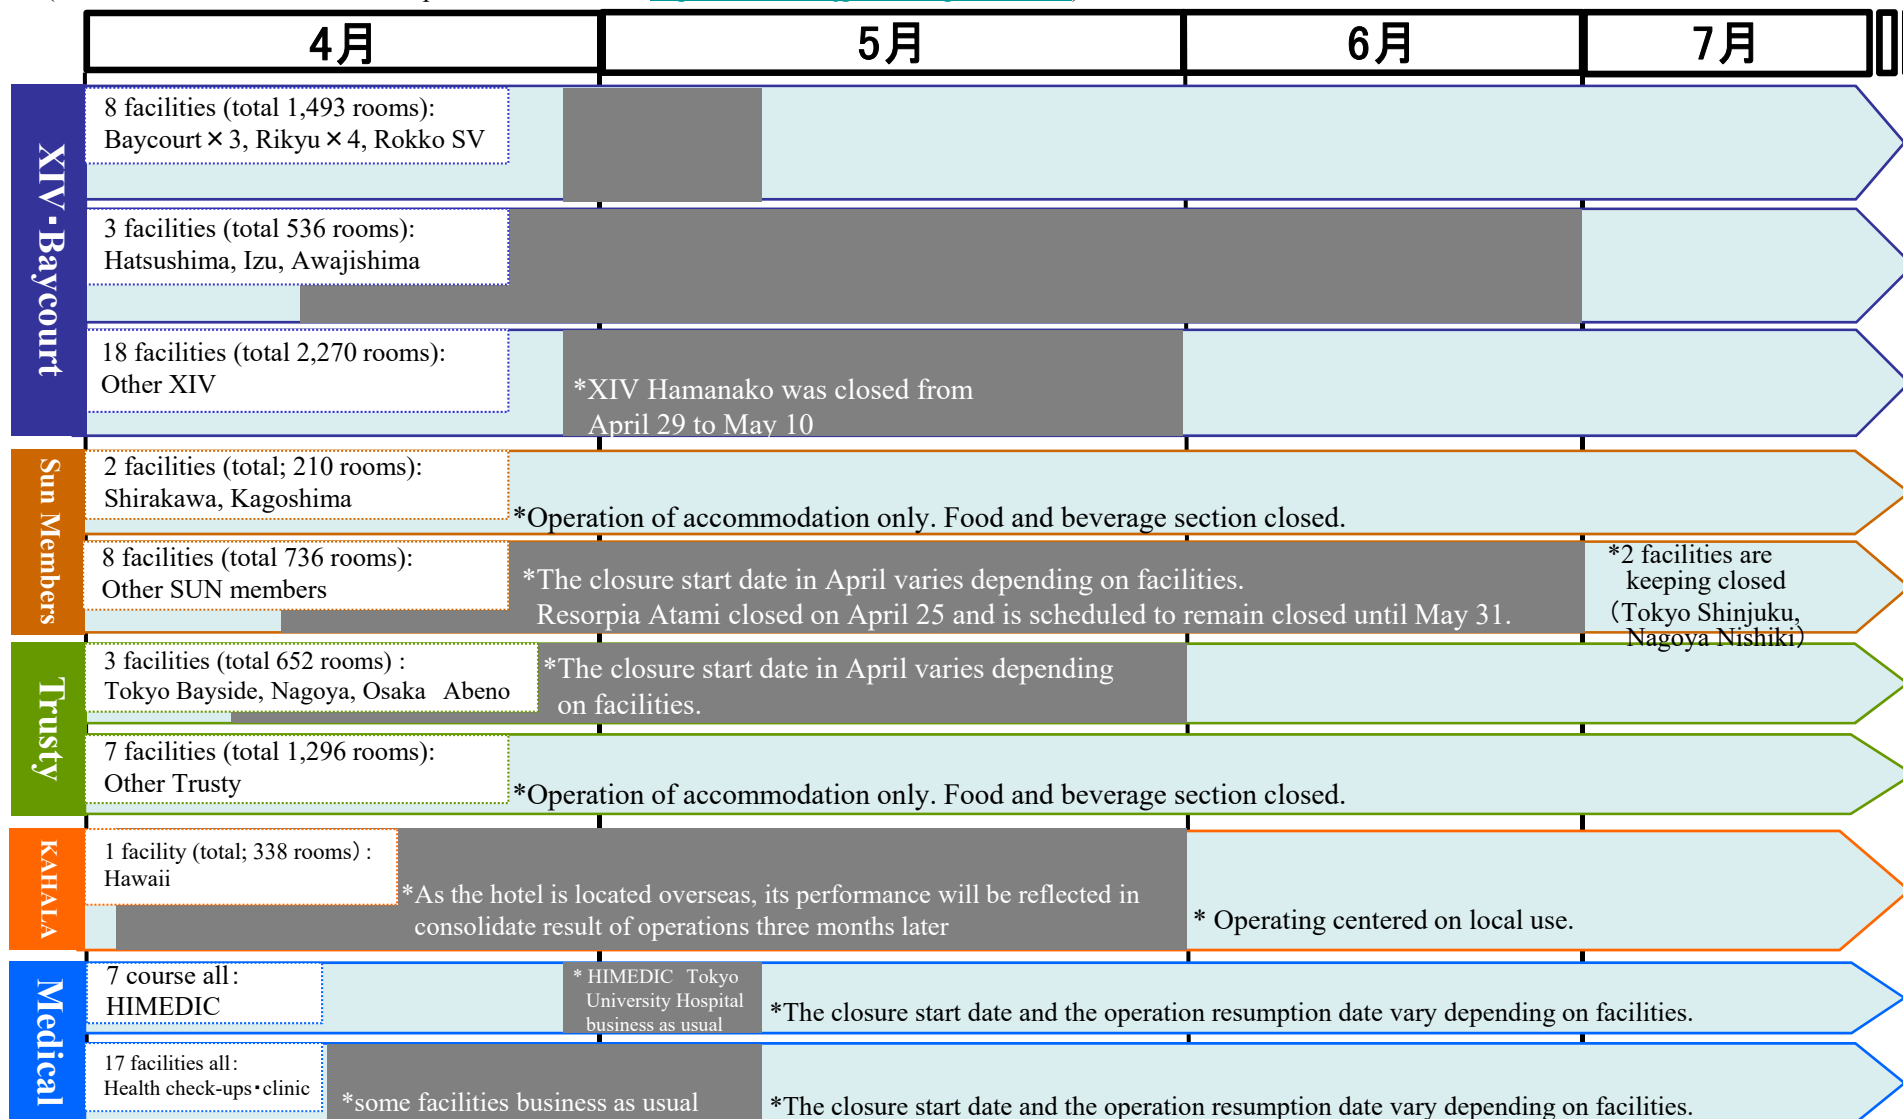 4月
5月
6月
7月
XIV・Baycourt
8 facilities (total 1,493 rooms):
Baycourt×3, Rikyu×4, Rokko SV
3 facilities (total 536 rooms):
Hatsushima, Izu, Awajishima
18 facilities (total 2,270 rooms):
Other XIV
*XIV Hamanako was closed from
April 29 to May 10
Sun Members
2 facilities (total; 210 rooms):
Shirakawa, Kagoshima
*Operation of accommodation only. Food and beverage section closed.
8 facilities (total 736 rooms):
Other SUN members
*The closure start date in April varies depending on facilities.
Resorpia Atami closed on April 25 and is scheduled to remain closed until May 31.
*2 facilities are
keeping closed
（Tokyo Shinjuku,
Nagoya Nishiki）
Trusty
3 facilities (total 652 rooms) :
Tokyo Bayside, Nagoya, Osaka Abeno
*The closure start date in April varies depending
on facilities.
7 facilities (total 1,296 rooms):
Other Trusty
*Operation of accommodation only. Food and beverage section closed.
KAHALA
1 facility (total; 338 rooms）:
Hawaii
*As the hotel is located overseas, its performance will be reflected in
consolidate result of operations three months later
* Operating centered on local use.
Medical
7 course all：
HIMEDIC
* HIMEDIC Tokyo
University Hospital
business as usual
*The closure start date and the operation resumption date vary depending on facilities.
17 facilities all：
Health check-ups・clinic
*some facilities business as usual
*The closure start date and the operation resumption date vary depending on facilities.